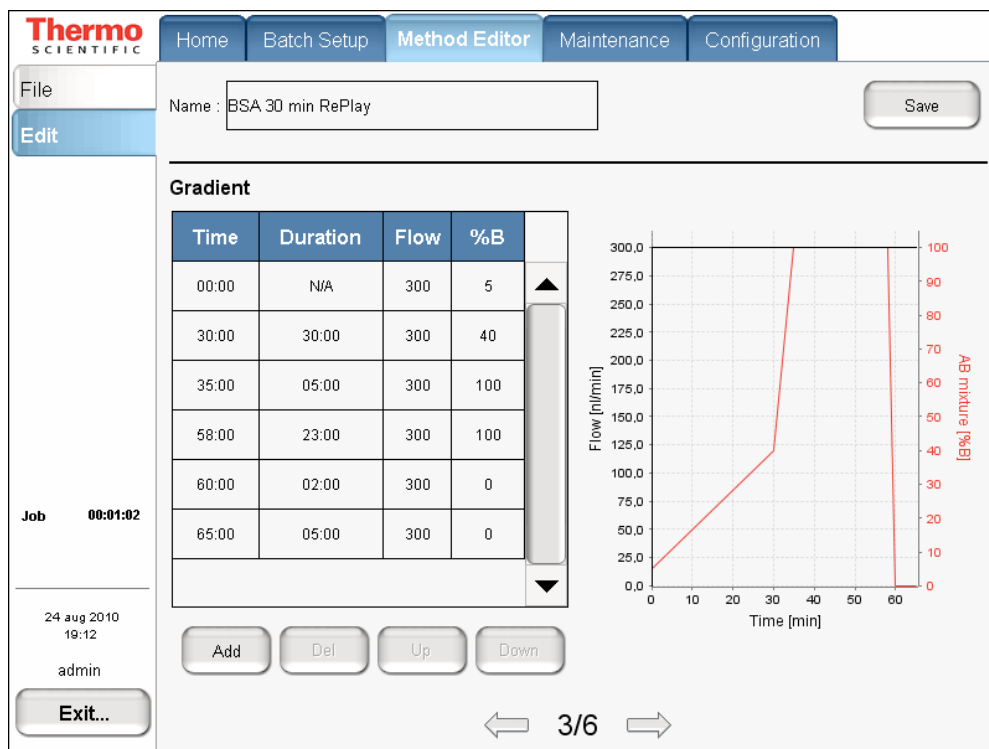 Thermo
SCIENTIFIC
Home Batch Setup Method Editor Maintenance Configuration
File
Edit
Name : BSA 30 min RePlay
Save
Gradient
Time Duration Flow %B
00:00 N/A 300 5
30:00 30:00 300 40
35:00 05:00 300 100
58:00 23:00 300 100
60:00 02:00 300 0
65:00 05:00 300 0
Add Del Up Down
300,0
275,0
250,0
225,0
200,0
175,0
150,0
125,0
100,0
75,0
50,0
25,0
0,0
Flow [nl/min]
100
90
80
70
60
50
40
30
20
10
0
AB mixture [%B]
0 10 20 30 40 50 60
Time [min]
Job 00:01:02
24 aug 2010
19:12
admin
Exit...
3/6